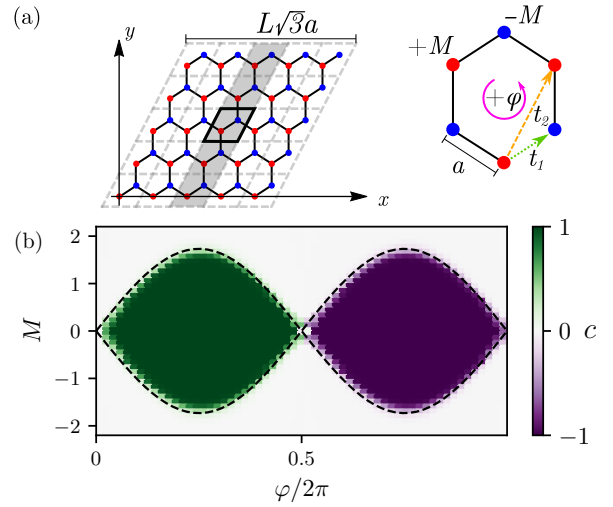 (a)
y
L√3a
x
−M
+M
+φ
t₂
t₁
a
(b)
M
2
1
0
−1
−2
0
0.5
φ/2π
1
0
−1
c